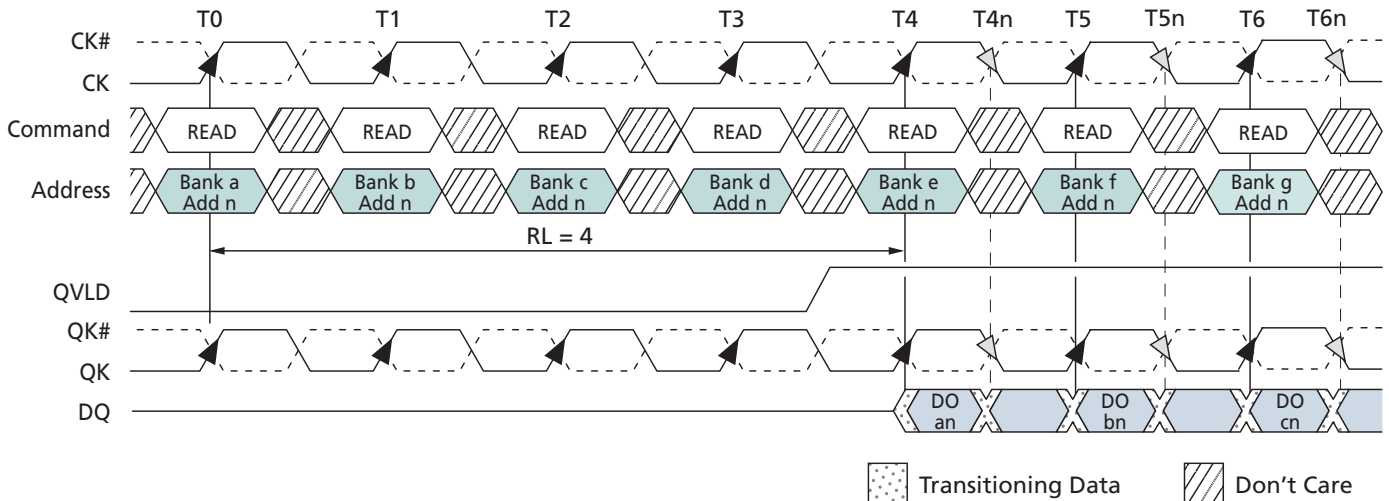 T0 T1 T2 T3 T4 T4n T5 T5n T6 T6n
CK#
CK
Command READ READ READ READ READ READ READ
Address Bank a Bank b Bank c Bank d Bank e Bank f Bank g
Add n Add n Add n Add n Add n Add n Add n
RL = 4
QVLD
QK#
QK
DQ DO DO DO
an bn cn
Transitioning Data Don't Care